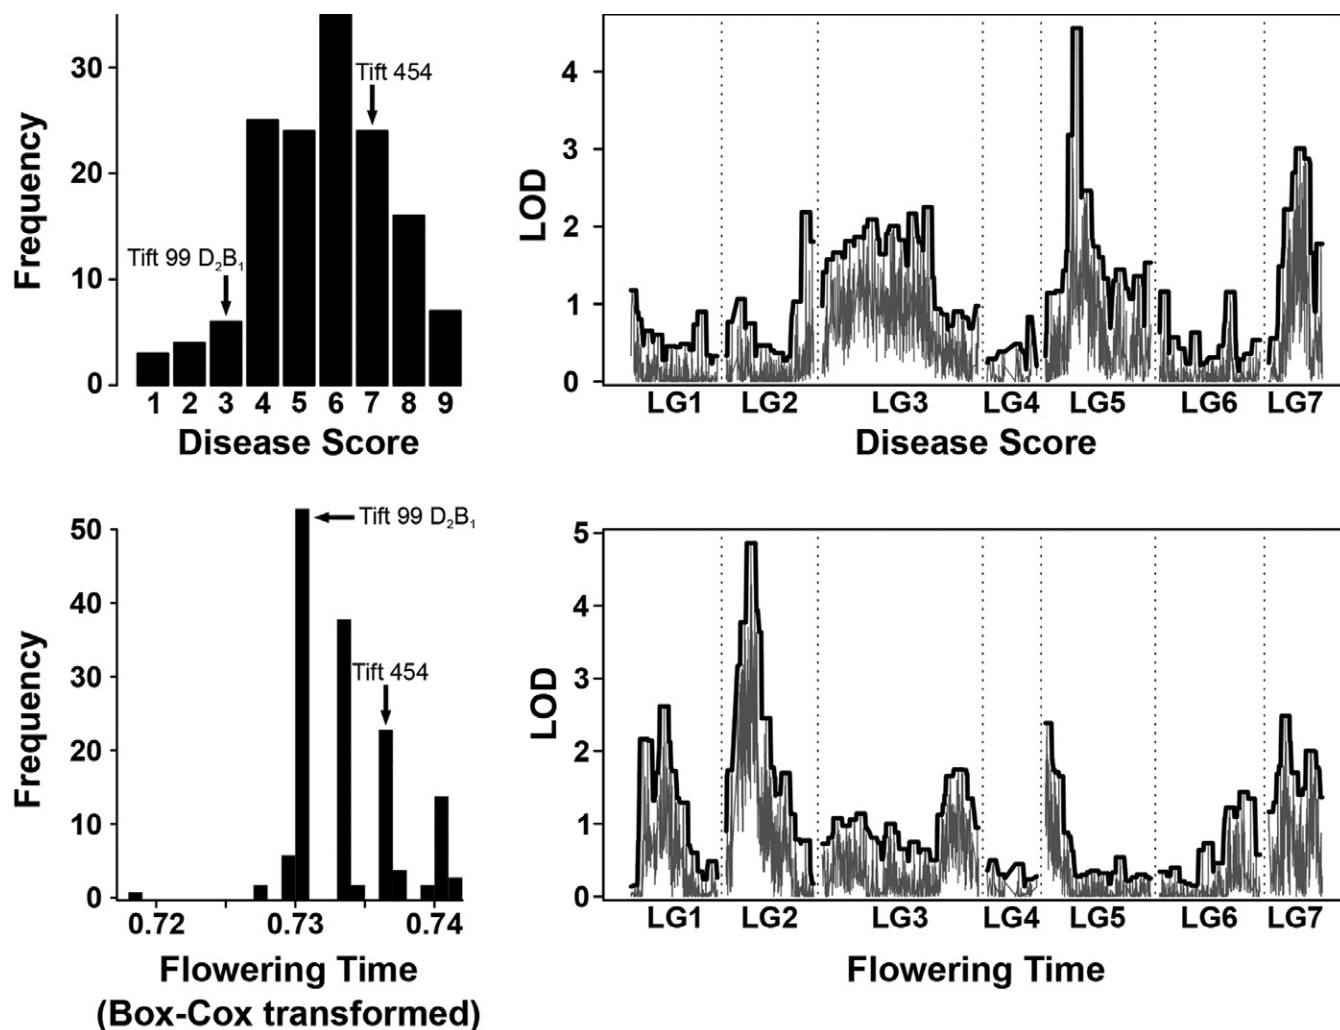 Frequency
30
20
10
0
Tift 454
Tift 99 D₂B₁
1 2 3 4 5 6 7 8 9
Disease Score
LOD
4
3
2
1
0
LG1 LG2 LG3 LG4 LG5 LG6 LG7
Disease Score
Frequency
50
40
30
20
10
0
Tift 99 D₂B₁
Tift 454
0.72 0.73 0.74
Flowering Time
(Box-Cox transformed)
LOD
5
4
3
2
1
0
LG1 LG2 LG3 LG4 LG5 LG6 LG7
Flowering Time